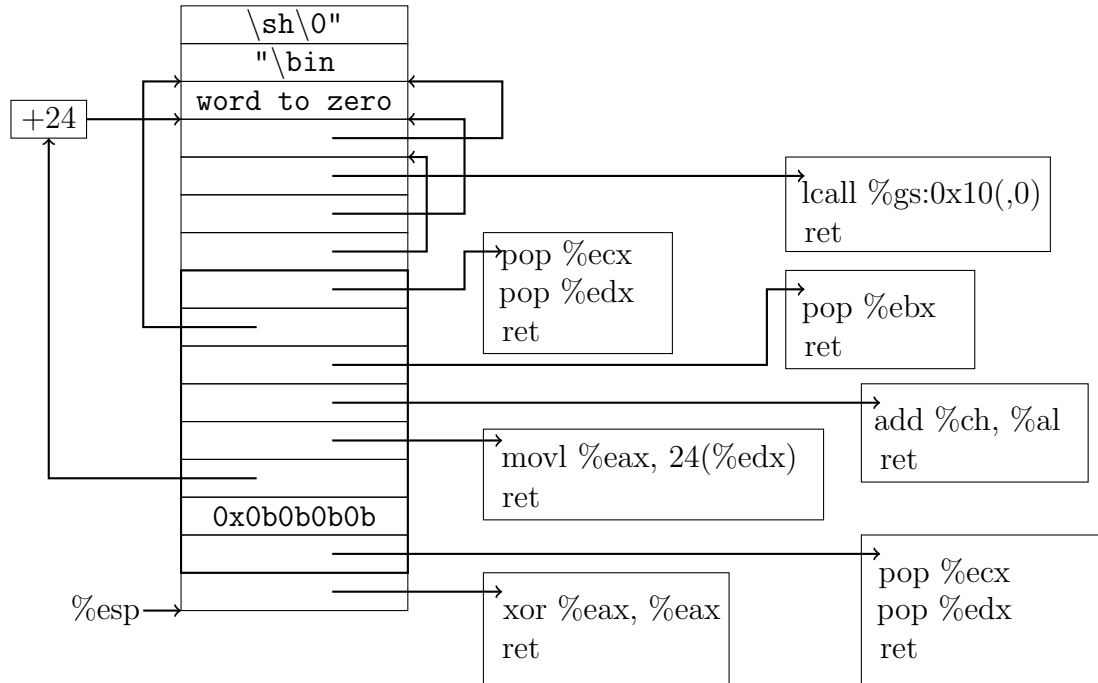 \sh\0"
"\bin
word to zero
+24
lcall %gs:0x10(,0)
ret
pop %ecx
pop %edx
ret
pop %ebx
ret
add %ch, %al
ret
movl %eax, 24(%edx)
ret
0x0b0b0b0b
pop %ecx
pop %edx
ret
%esp
xor %eax, %eax
ret